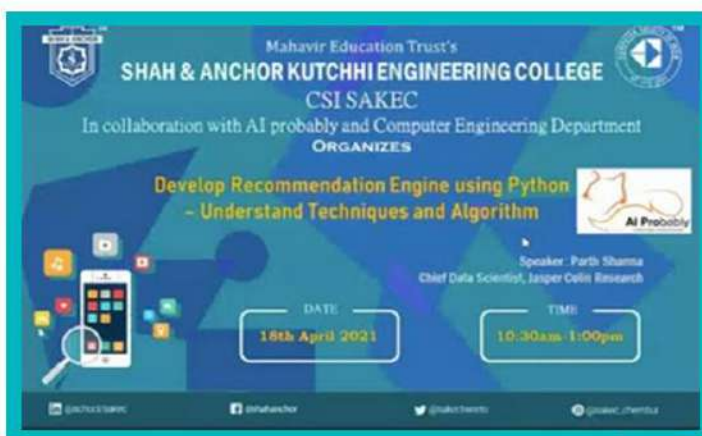 Mahavir Education Trust's
SHAH & ANCHOR KUTCHHI ENGINEERING COLLEGE
CSI SAKEC
In collaboration with AI probably and Computer Engineering Department
ORGANIZES
Develop Recommendation Engine using Python
- Understand Techniques and Algorithm
AI Probably
Speaker: Parth Sharma
Chief Data Scientist, Jasper Colin Research
DATE
18th April 2021
TIME
10:30am-1:00pm
@shahanchor